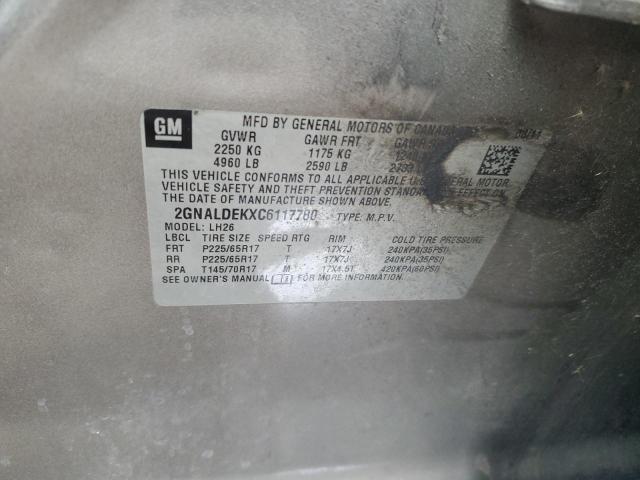 GM
MFD BY GENERAL MOTORS OF CANADA
GVWR GAWR FRT GAWR
2250 KG 1175 KG
4960 LB 2590 LB
THIS VEHICLE CONFORMS TO ALL APPLICABLE
VEHICLE SAFETY AND THEFT PREVENTION STANDARDS
THE DATE OF MANUFACTURE SHOWN ABOVE.
2GNALDEKXC6117780 TYPE: M.P.V.
MODEL: LH26
LBCL TIRE SIZE SPEED RTG RIM COLD TIRE PRESSURE
FRT P225/65R17 T 17X7J 240KPA(35PSI)
RR P225/65R17 T 17X7J 240KPA(35PSI)
SPA T145/70R17 M 17X4.5T 420KPA(60PSI)
SEE OWNER'S MANUAL FOR MORE INFORMATION.